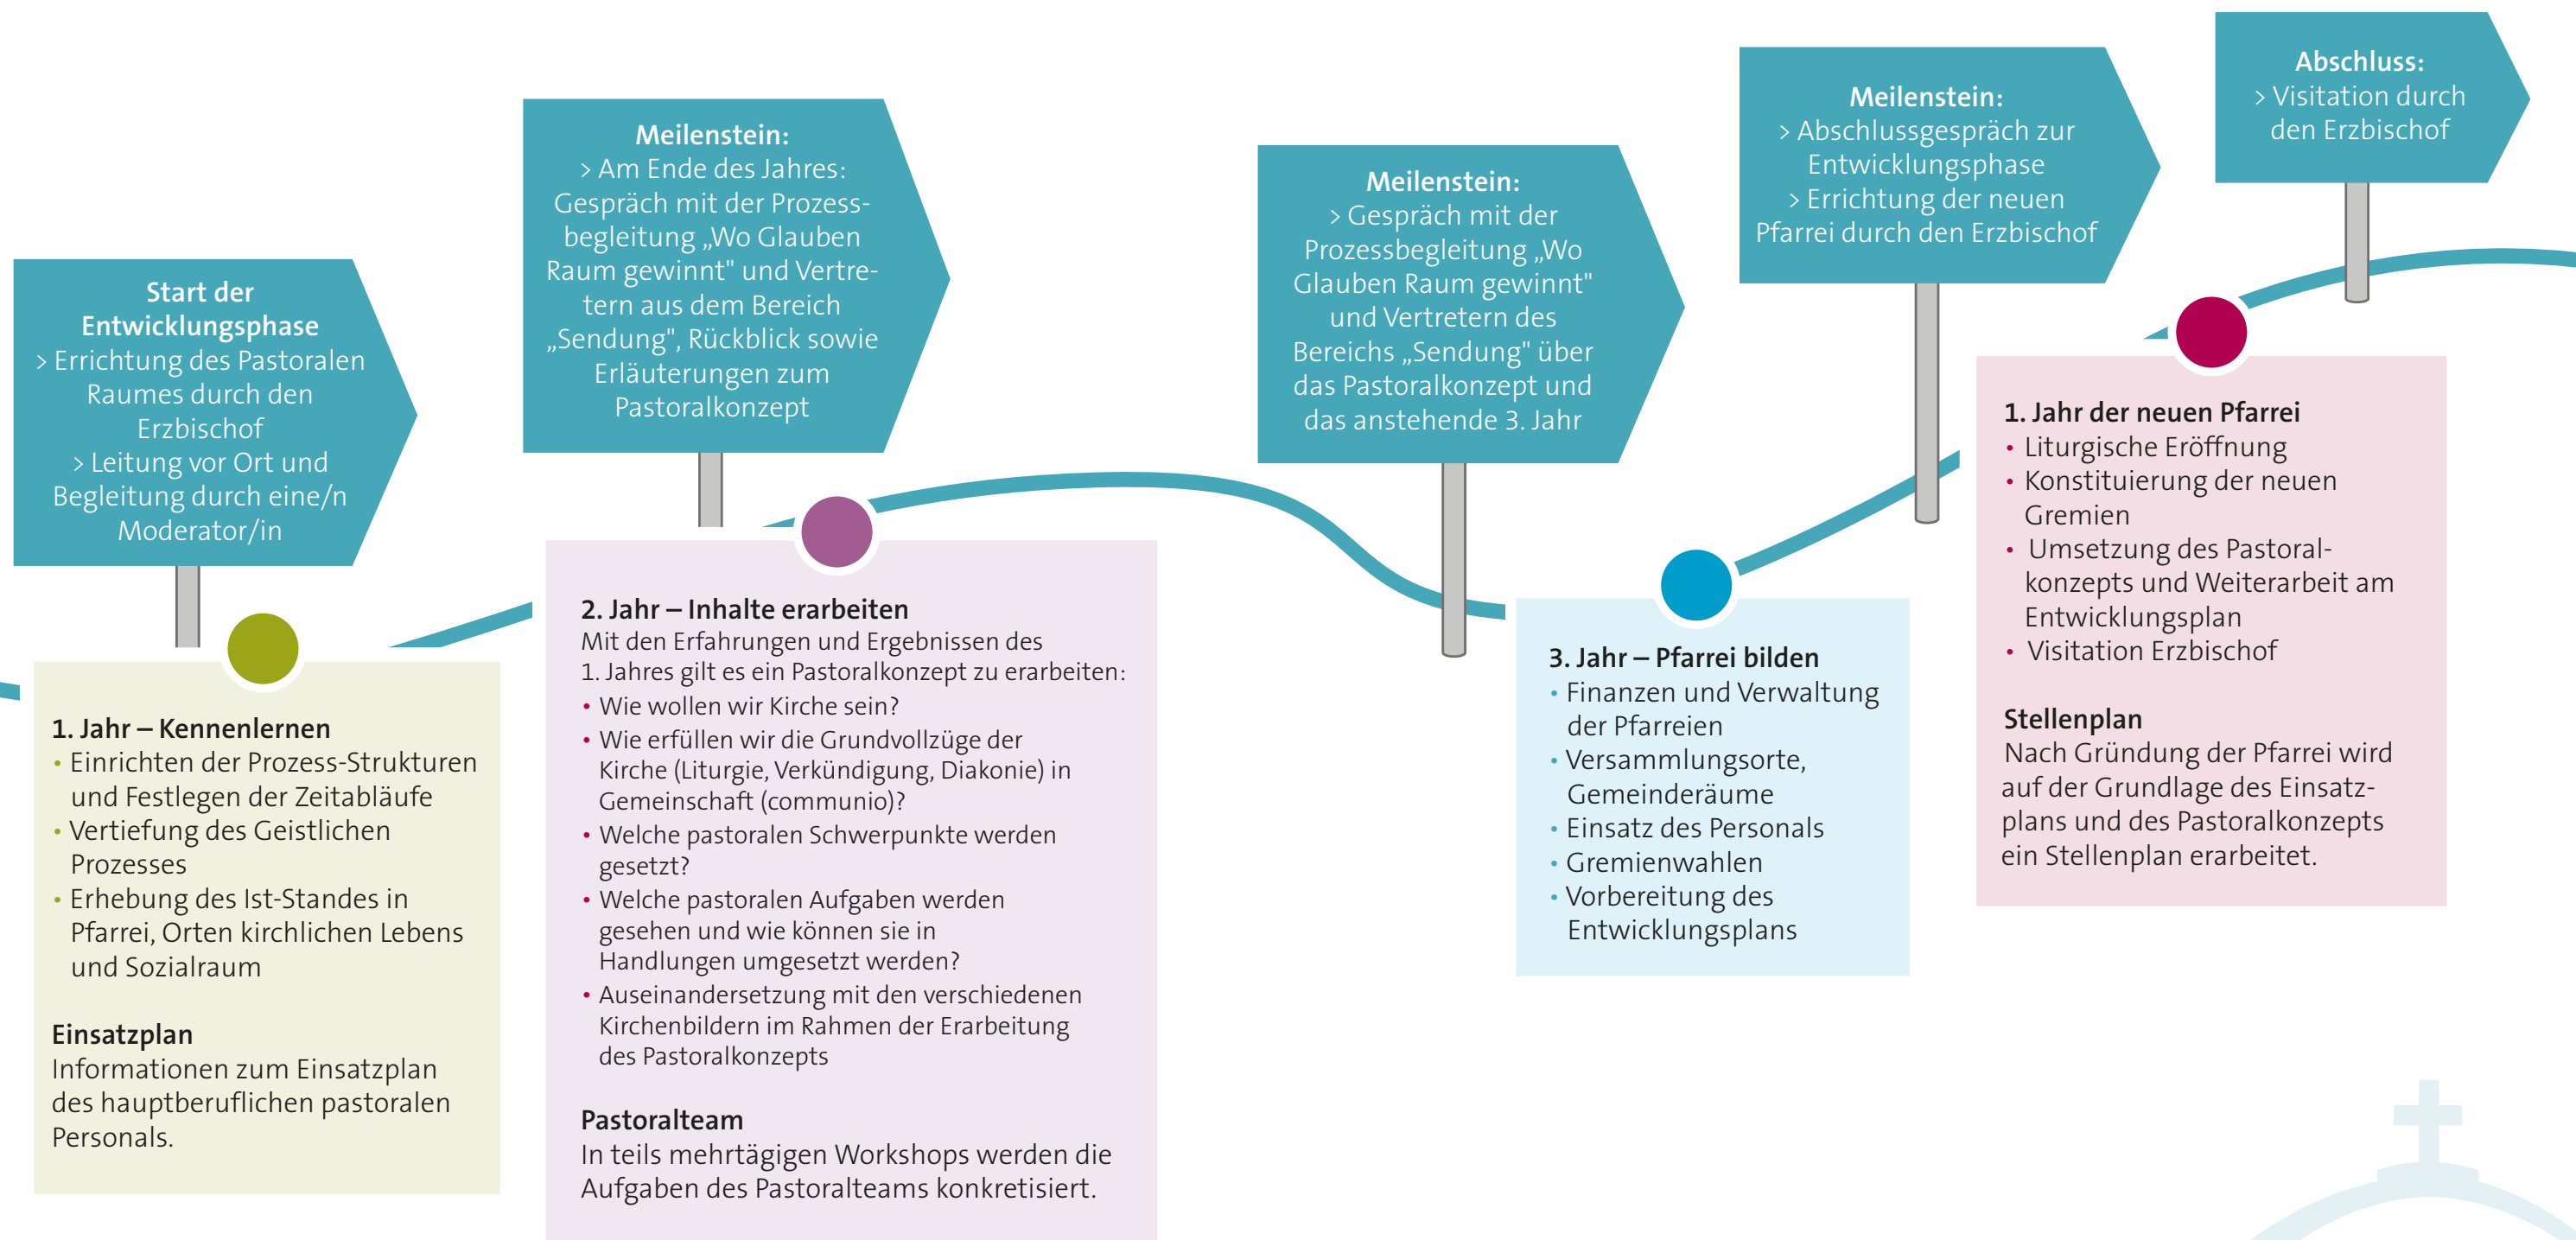 Start der
Entwicklungsphase
> Errichtung des Pastoralen
Raumes durch den
Erzbischof
> Leitung vor Ort und
Begleitung durch eine/n
Moderator/in
1. Jahr – Kennenlernen
• Einrichten der Prozess-Strukturen
und Festlegen der Zeitabläufe
• Vertiefung des Geistlichen
Prozesses
• Erhebung des Ist-Standes in
Pfarrei, Orten kirchlichen Lebens
und Sozialraum
Einsatzplan
Informationen zum Einsatzplan
des hauptberuflichen pastoralen
Personals.
Meilenstein:
> Am Ende des Jahres:
Gespräch mit der Prozess-
begleitung „Wo Glauben
Raum gewinnt" und Vertre-
tern aus dem Bereich
„Sendung", Rückblick sowie
Erläuterungen zum
Pastoralkonzept
2. Jahr – Inhalte erarbeiten
Mit den Erfahrungen und Ergebnissen des
1. Jahres gilt es ein Pastoralkonzept zu erarbeiten:
• Wie wollen wir Kirche sein?
• Wie erfüllen wir die Grundvollzüge der
Kirche (Liturgie, Verkündigung, Diakonie) in
Gemeinschaft (communio)?
• Welche pastoralen Schwerpunkte werden
gesetzt?
• Welche pastoralen Aufgaben werden
gesehen und wie können sie in
Handlungen umgesetzt werden?
• Auseinandersetzung mit den verschiedenen
Kirchenbildern im Rahmen der Erarbeitung
des Pastoralkonzepts
Pastoralteam
In teils mehrtägigen Workshops werden die
Aufgaben des Pastoralteams konkretisiert.
Meilenstein:
> Gespräch mit der
Prozessbegleitung „Wo
Glauben Raum gewinnt"
und Vertretern des
Bereichs „Sendung" über
das Pastoralkonzept und
das anstehende 3. Jahr
3. Jahr – Pfarrei bilden
• Finanzen und Verwaltung
der Pfarreien
• Versammlungsorte,
Gemeinderäume
• Einsatz des Personals
• Gremienwahlen
• Vorbereitung des
Entwicklungsplans
Meilenstein:
> Abschlussgespräch zur
Entwicklungsphase
> Errichtung der neuen
Pfarrei durch den Erzbischof
1. Jahr der neuen Pfarrei
• Liturgische Eröffnung
• Konstituierung der neuen
Gremien
• Umsetzung des Pastoral-
konzepts und Weiterarbeit am
Entwicklungsplan
• Visitation Erzbischof
Stellenplan
Nach Gründung der Pfarrei wird
auf der Grundlage des Einsatz-
plans und des Pastoralkonzepts
ein Stellenplan erarbeitet.
Abschluss:
> Visitation durch
den Erzbischof